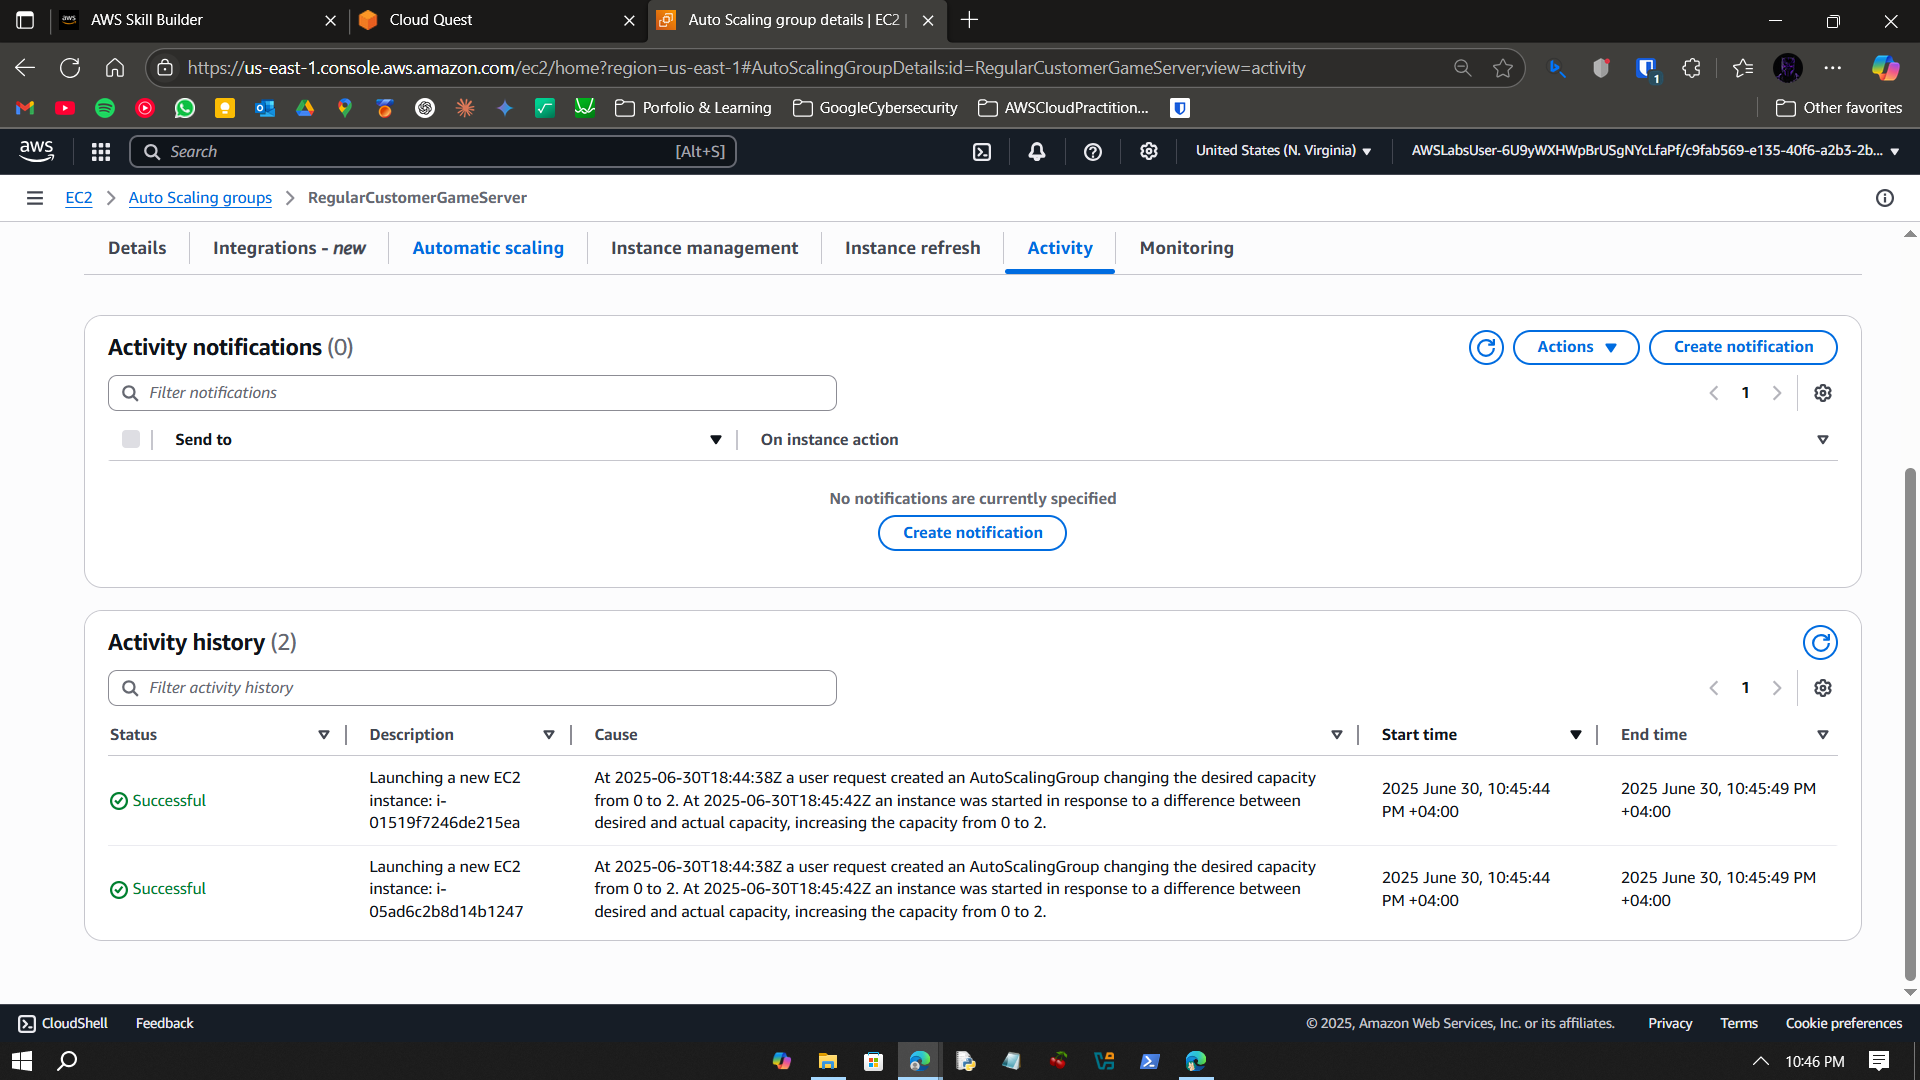 AWS Skill Builder
Cloud Quest
Auto Scaling group details | EC2 |
https://us-east-1.console.aws.amazon.com/ec2/home?region=us-east-1#AutoScalingGroupDetails:id=RegularCustomerGameServer;view=activity
1
Porfolio & Learning
GoogleCybersecurity
AWSCloudPractition...
Other favorites
aws
Search
[Alt+S]
United States (N. Virginia)
AWSLabsUser-6U9yWXHWpBrUSgNYcLfaPf/c9fab569-e135-40f6-a2b3-2b...
EC2
Auto Scaling groups
RegularCustomerGameServer
Details
Integrations - new
Automatic scaling
Instance management
Instance refresh
Activity
Monitoring
Activity notifications (0)
Actions
Create notification
Filter notifications
1
Send to
On instance action
No notifications are currently specified
Create notification
Activity history (2)
Filter activity history
1
Status
Description
Cause
Start time
End time
Successful
Launching a new EC2
instance: i-
01519f7246de215ea
At 2025-06-30T18:44:38Z a user request created an AutoScalingGroup changing the desired capacity
from 0 to 2. At 2025-06-30T18:45:42Z an instance was started in response to a difference between
desired and actual capacity, increasing the capacity from 0 to 2.
2025 June 30, 10:45:44
PM +04:00
2025 June 30, 10:45:49 PM
+04:00
Successful
Launching a new EC2
instance: i-
05ad6c2b8d14b1247
At 2025-06-30T18:44:38Z a user request created an AutoScalingGroup changing the desired capacity
from 0 to 2. At 2025-06-30T18:45:42Z an instance was started in response to a difference between
desired and actual capacity, increasing the capacity from 0 to 2.
2025 June 30, 10:45:44
PM +04:00
2025 June 30, 10:45:49 PM
+04:00
CloudShell
Feedback
© 2025, Amazon Web Services, Inc. or its affiliates.
Privacy
Terms
Cookie preferences
10:46 PM